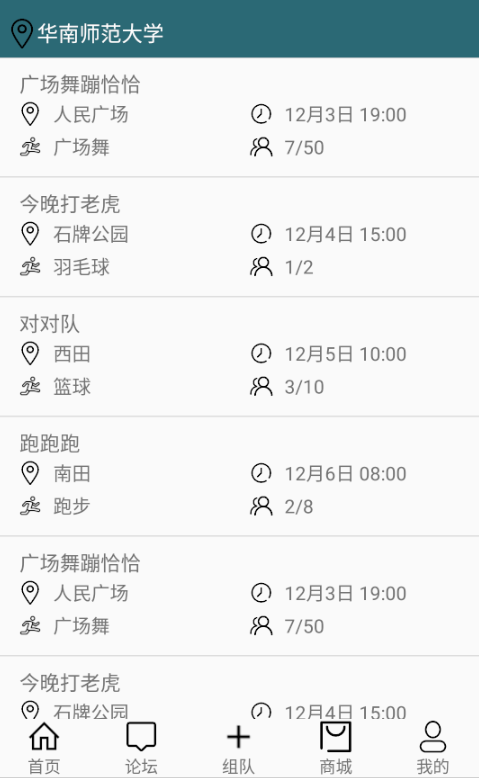 华南师范大学
广场舞蹦恰恰
人民广场 12月3日 19:00
广场舞 7/50
今晚打老虎
石牌公园 12月4日 15:00
羽毛球 1/2
对对队
西田 12月5日 10:00
篮球 3/10
跑跑跑
南田 12月6日 08:00
跑步 2/8
广场舞蹦恰恰
人民广场 12月3日 19:00
广场舞 7/50
今晚打老虎
石牌公园 12月4日 15:00
首页 论坛 组队 商城 我的